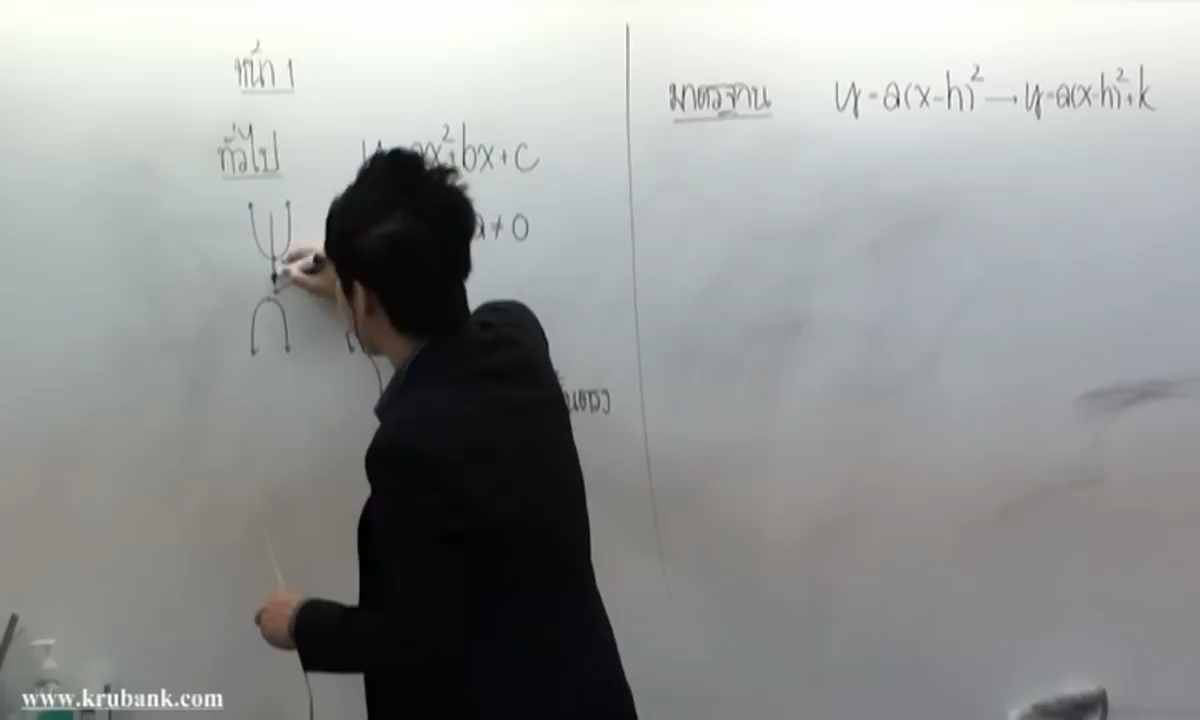 หน้า 1
ทั่วไป
x²+bx+c
a≠0
มาตรฐาน y=a(x-h)² → y=a(x-h)²+k
www.krubank.com